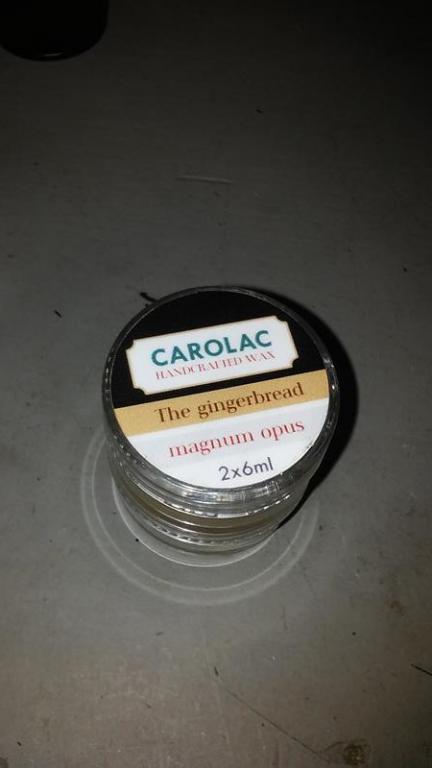 CAROLAC
HANDCRAFTED WAX
The gingerbread
magnum opus
2x6ml